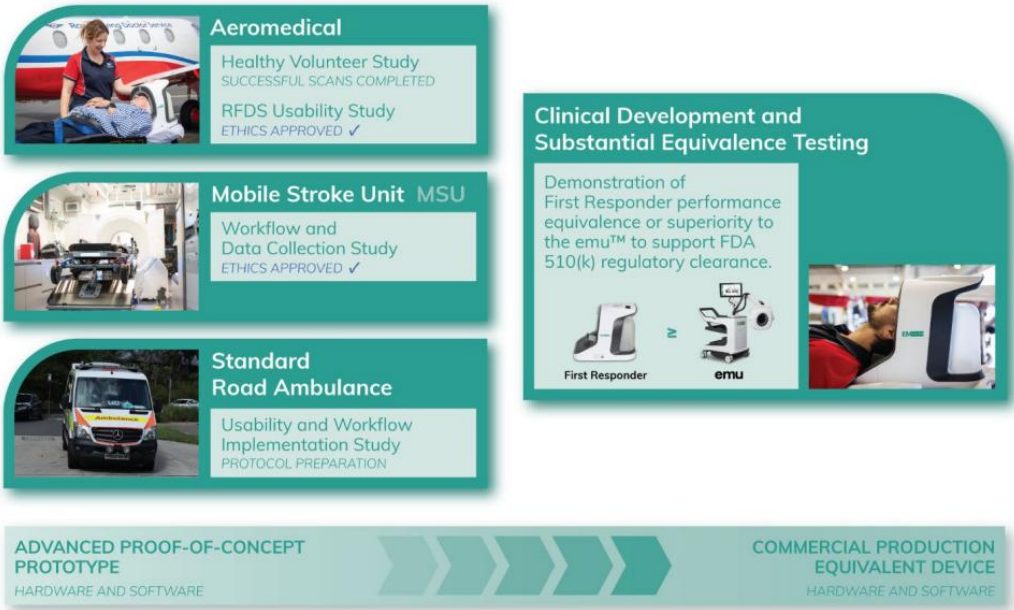 Aeromedical
Healthy Volunteer Study
SUCCESSFUL SCANS COMPLETED
RFDS Usability Study
ETHICS APPROVED ✓
Mobile Stroke Unit MSU
Workflow and
Data Collection Study
ETHICS APPROVED ✓
Standard
Road Ambulance
Usability and Workflow
Implementation Study
PROTOCOL PREPARATION
Ambulance
Clinical Development and
Substantial Equivalence Testing
Demonstration of
First Responder performance
equivalence or superiority to
the emu™ to support FDA
510(k) regulatory clearance.
≥
First Responder
emu
ADVANCED PROOF-OF-CONCEPT
PROTOTYPE
HARDWARE AND SOFTWARE
COMMERCIAL PRODUCTION
EQUIVALENT DEVICE
HARDWARE AND SOFTWARE